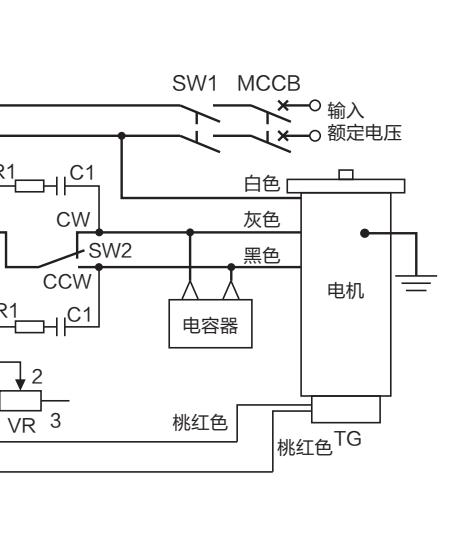 SW1 MCCB
输入
额定电压
R1 C1
白色
CW
灰色
SW2
黑色
CCW
电机
R1 C1
电容器
2
VR 3
桃红色
桃红色 TG